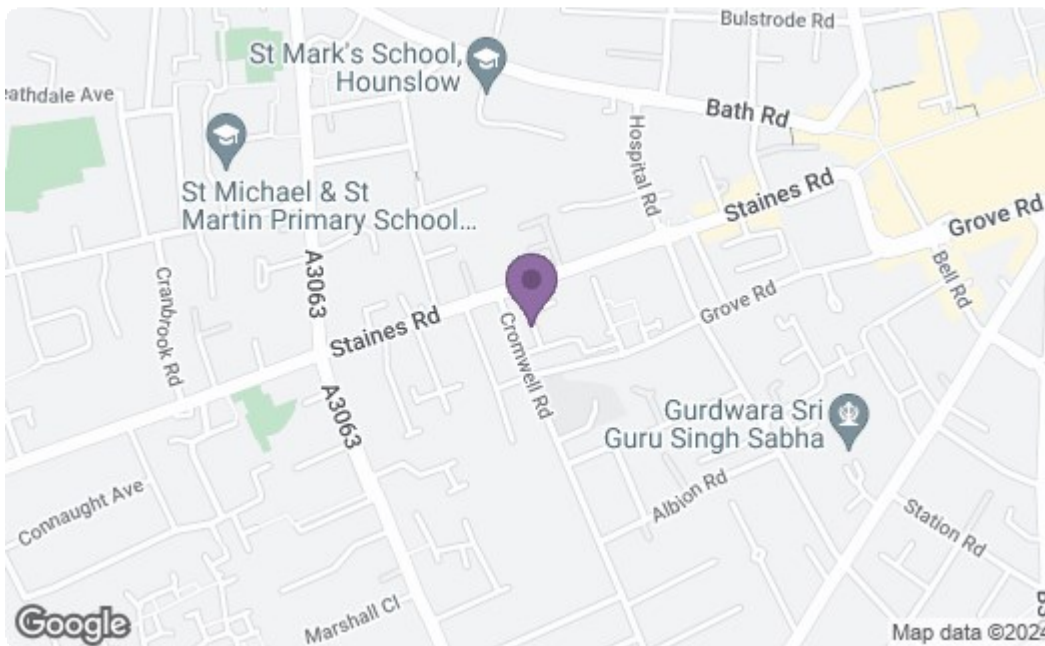 Bulstrode Rd
St Mark's School,
Hounslow
eathdale Ave
Bath Rd
Hospital Rd
St Michael & St
Martin Primary School...
Staines Rd
Grove Rd
Bell Rd
A3063
Cranbrook Rd
Staines Rd
Cromwell Rd
Grove Rd
A3063
Gurdwara Sri
Guru Singh Sabha
Albion Rd
Connaught Ave
Station Rd
Marshall Cl
Google
Map data ©2024